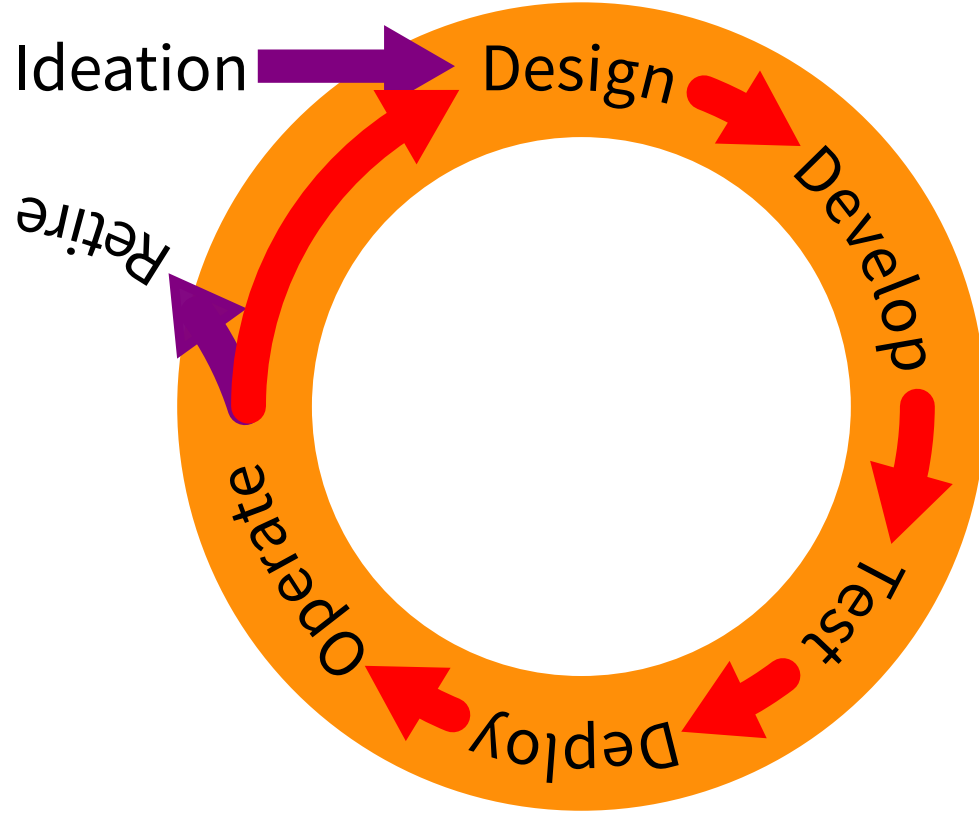 Ideation
Design
Develop
Test
Deploy
Operate
Retire